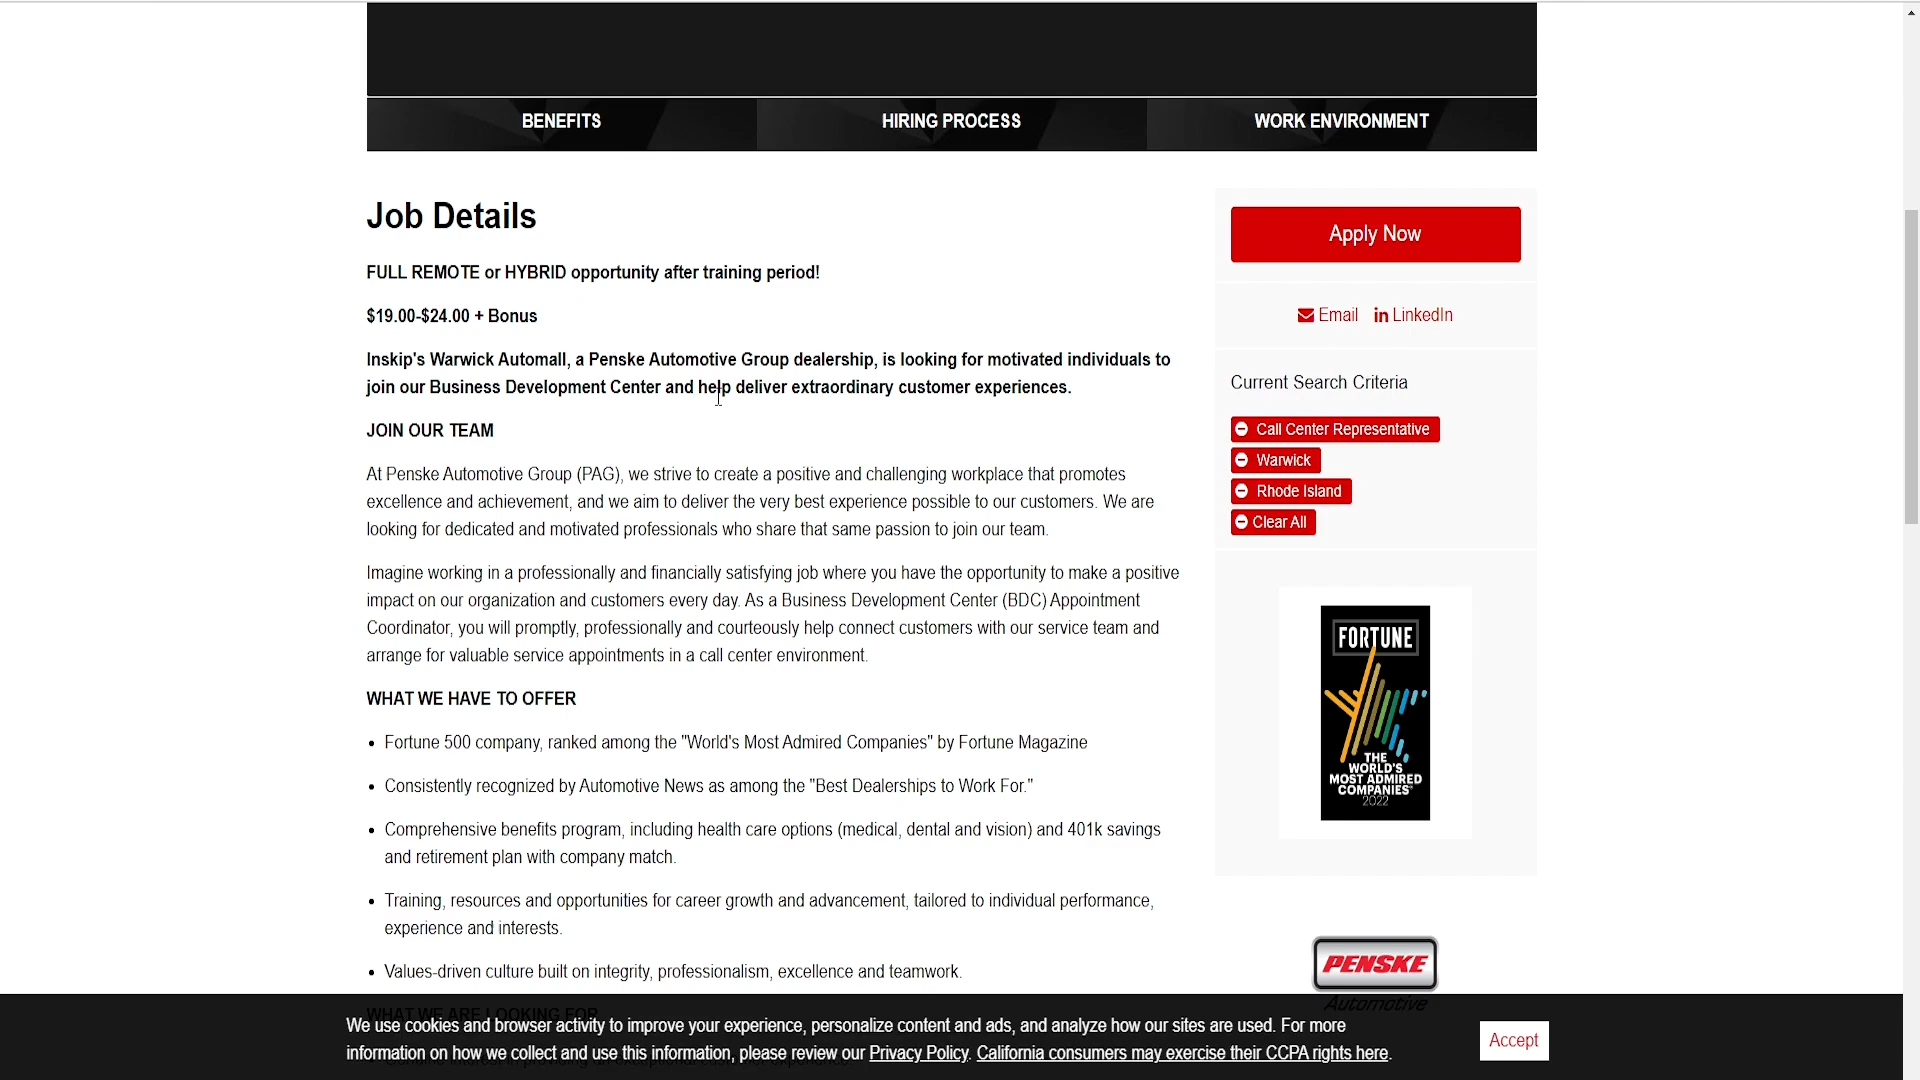 BENEFITS
HIRING PROCESS
WORK ENVIRONMENT
Job Details
FULL REMOTE or HYBRID opportunity after training period!
$19.00-$24.00 + Bonus
Inskip's Warwick Automall, a Penske Automotive Group dealership, is looking for motivated individuals to
join our Business Development Center and help deliver extraordinary customer experiences.
JOIN OUR TEAM
At Penske Automotive Group (PAG), we strive to create a positive and challenging workplace that promotes
excellence and achievement, and we aim to deliver the very best experience possible to our customers. We are
looking for dedicated and motivated professionals who share that same passion to join our team.
Imagine working in a professionally and financially satisfying job where you have the opportunity to make a positive
impact on our organization and customers every day. As a Business Development Center (BDC) Appointment
Coordinator, you will promptly, professionally and courteously help connect customers with our service team and
arrange for valuable service appointments in a call center environment.
WHAT WE HAVE TO OFFER
• Fortune 500 company, ranked among the "World's Most Admired Companies" by Fortune Magazine
• Consistently recognized by Automotive News as among the "Best Dealerships to Work For."
• Comprehensive benefits program, including health care options (medical, dental and vision) and 401k savings
and retirement plan with company match.
• Training, resources and opportunities for career growth and advancement, tailored to individual performance,
experience and interests.
• Values-driven culture built on integrity, professionalism, excellence and teamwork.
WHAT WE ARE LOOKING FOR
Apply Now
Email
in LinkedIn
Current Search Criteria
Call Center Representative
Warwick
Rhode Island
Clear All
FORTUNE
THE
WORLD'S
MOST ADMIRED
COMPANIES
2022
PENSKE
Automotive
We use cookies and browser activity to improve your experience, personalize content and ads, and analyze how our sites are used. For more
information on how we collect and use this information, please review our Privacy Policy. California consumers may exercise their CCPA rights here.
Accept